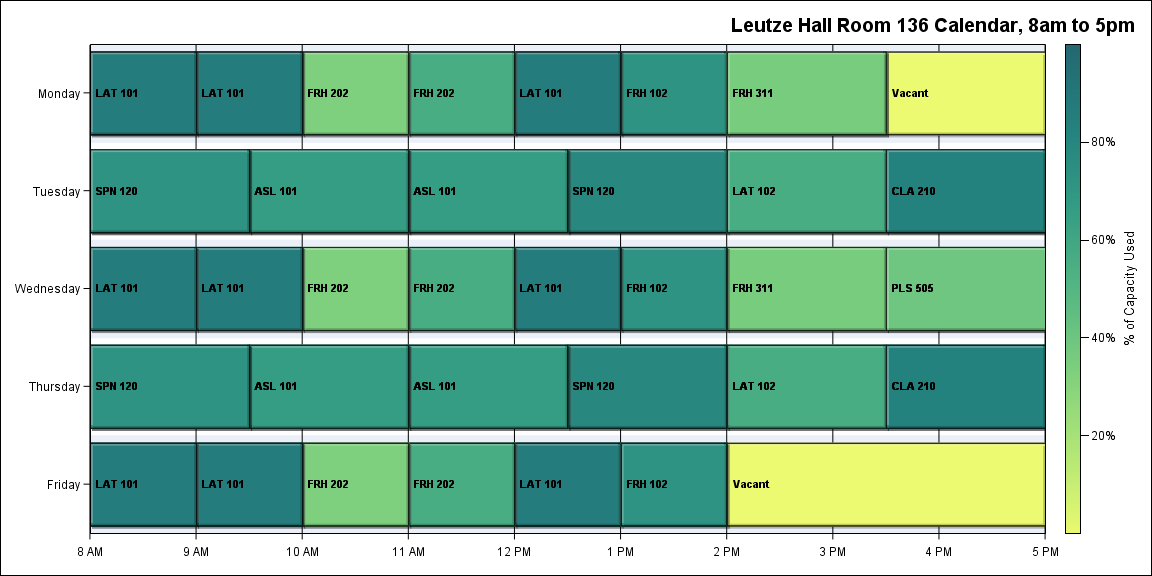 Leutze Hall Room 136 Calendar, 8am to 5pm
Monday
LAT 101
LAT 101
FRH 202
FRH 202
LAT 101
FRH 102
FRH 311
Vacant
Tuesday
SPN 120
ASL 101
ASL 101
SPN 120
LAT 102
CLA 210
Wednesday
LAT 101
LAT 101
FRH 202
FRH 202
LAT 101
FRH 102
FRH 311
PLS 505
Thursday
SPN 120
ASL 101
ASL 101
SPN 120
LAT 102
CLA 210
Friday
LAT 101
LAT 101
FRH 202
FRH 202
LAT 101
FRH 102
Vacant
8 AM
9 AM
10 AM
11 AM
12 PM
1 PM
2 PM
3 PM
4 PM
5 PM
80%
60%
40%
20%
% of Capacity Used